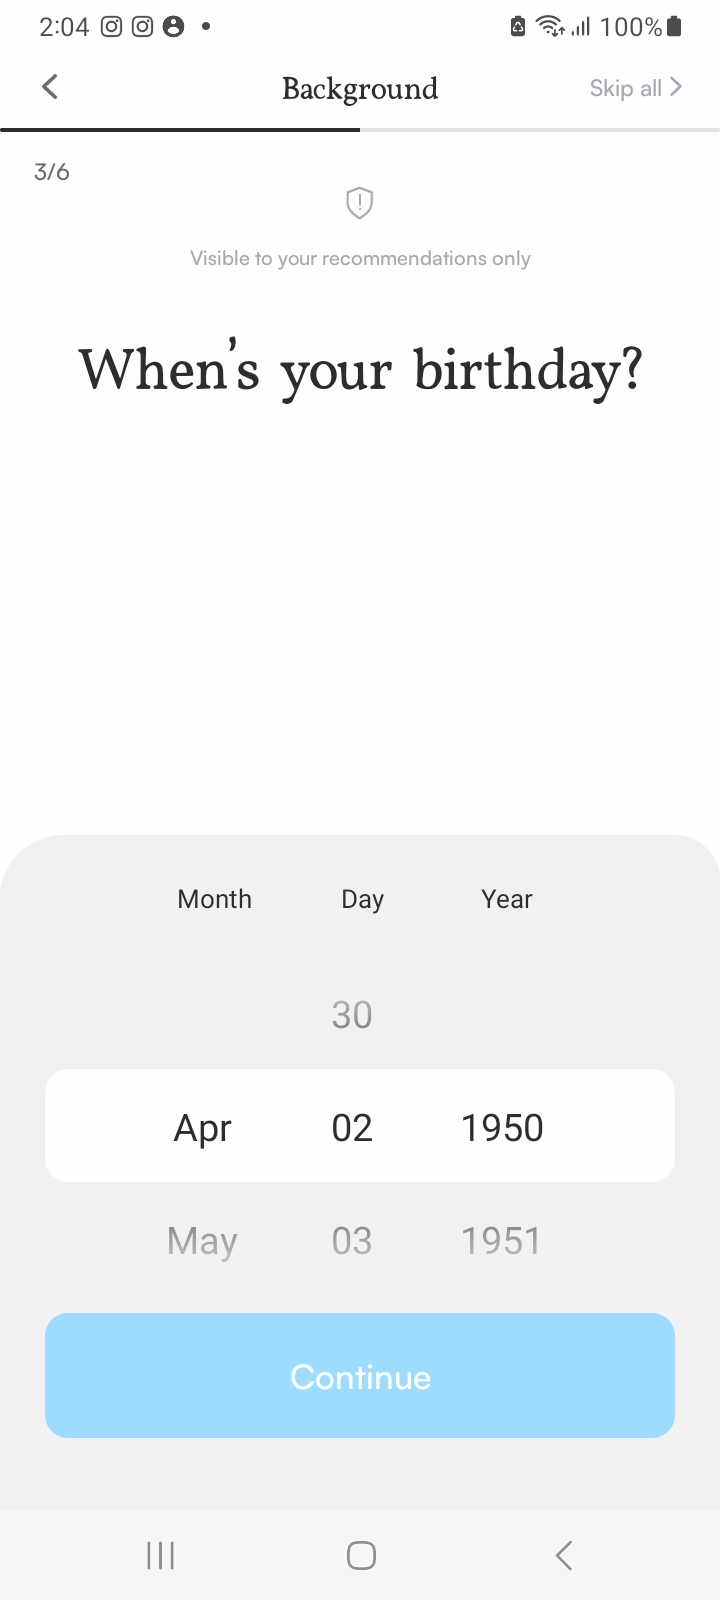 2:04 100%
Background Skip all
3/6
Visible to your recommendations only
When's your birthday?
Month Day Year
30
Apr 02 1950
May 03 1951
Continue